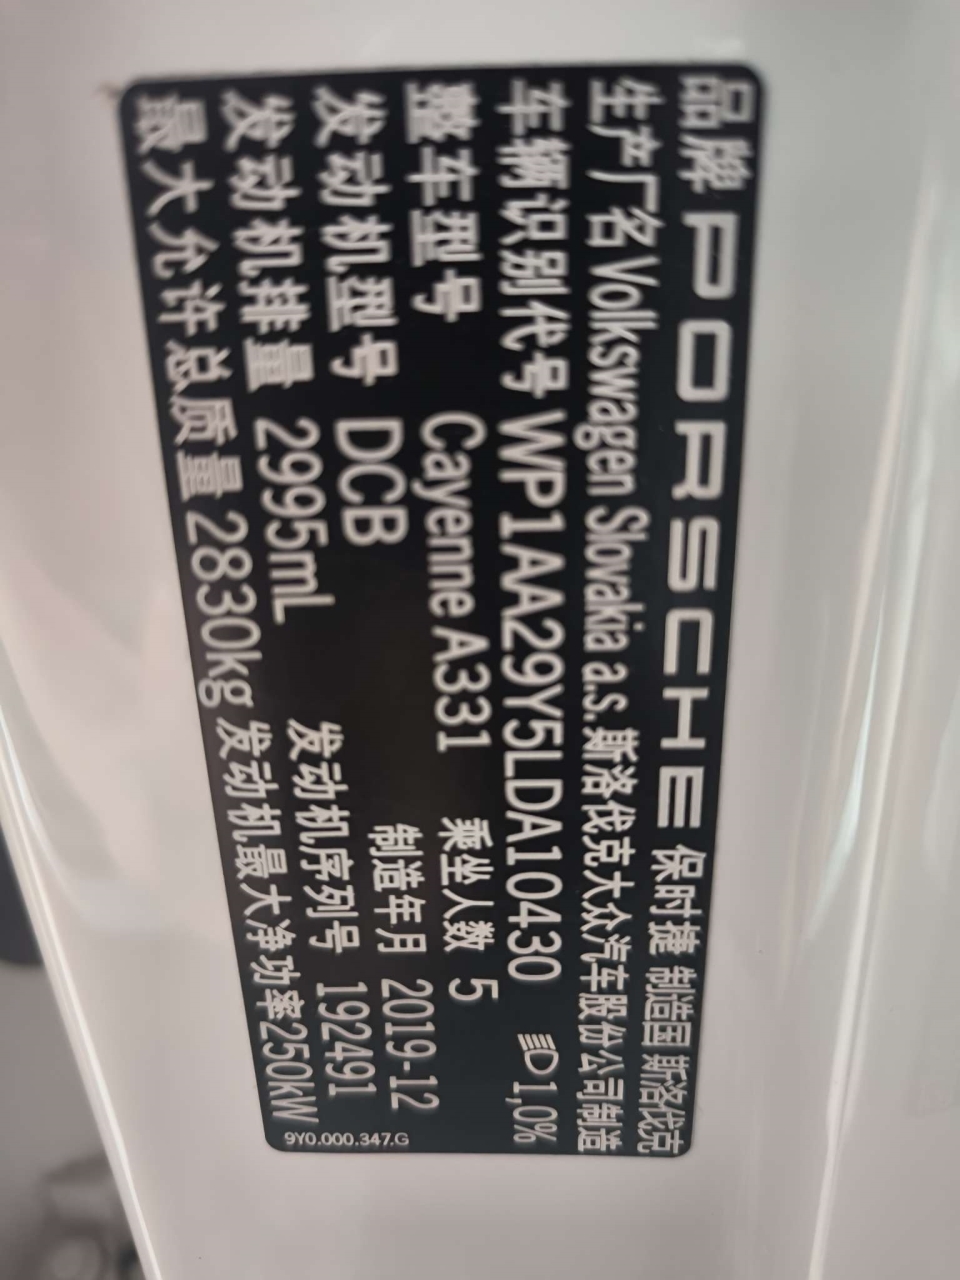 品牌 PORSCHE 保时捷 制造国 斯洛伐克
生产厂名 Volkswagen Slovakia a.s. 斯洛伐克大众汽车股份公司制造
车辆识别代号 WP1AA29Y5LDA10430 1,0%
整车型号 Cayenne A331 乘坐人数 5
发动机型号 DCB 制造年月 2019-12
发动机排量 2995mL 发动机序列号 192491
最大允许总质量 2830kg 发动机最大净功率250kW
9Y0.000.347.G